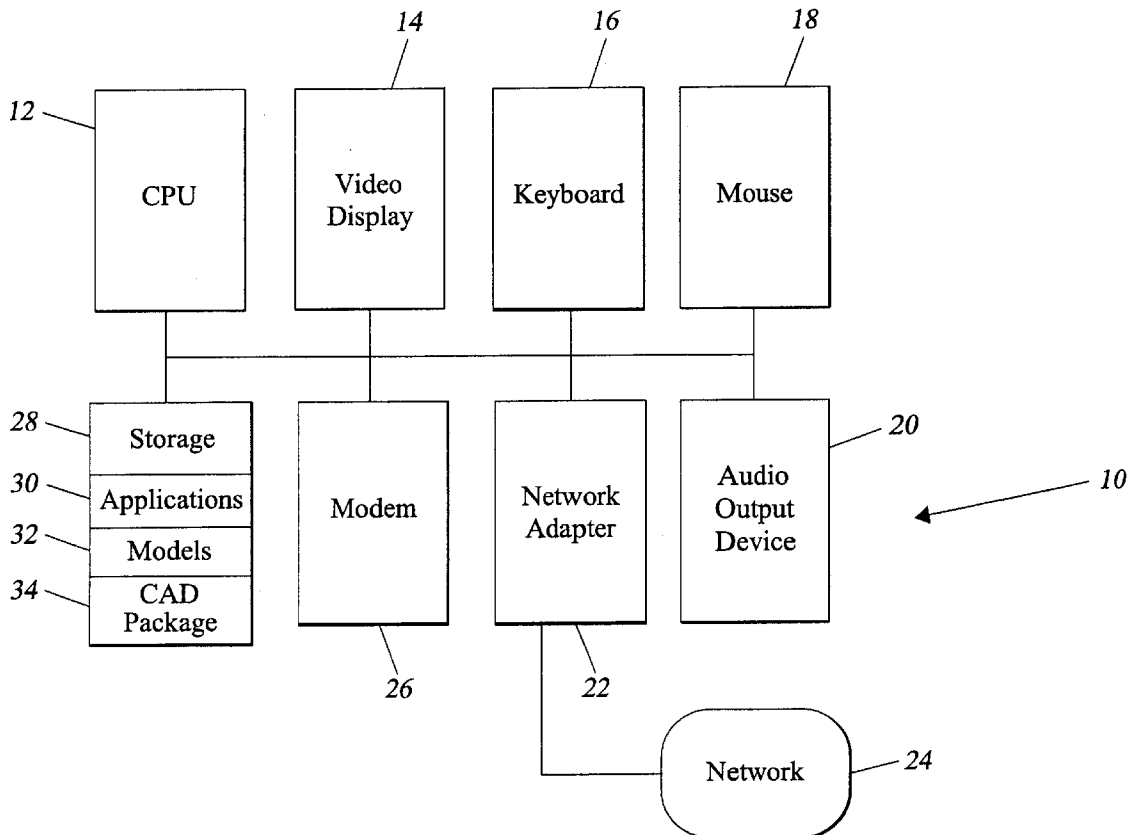 14
16
18
12
CPU
Video
Display
Keyboard
Mouse
28
Storage
30
Applications
32
Models
34
CAD
Package
Modem
26
Network
Adapter
22
Audio
Output
Device
20
10
Network
24